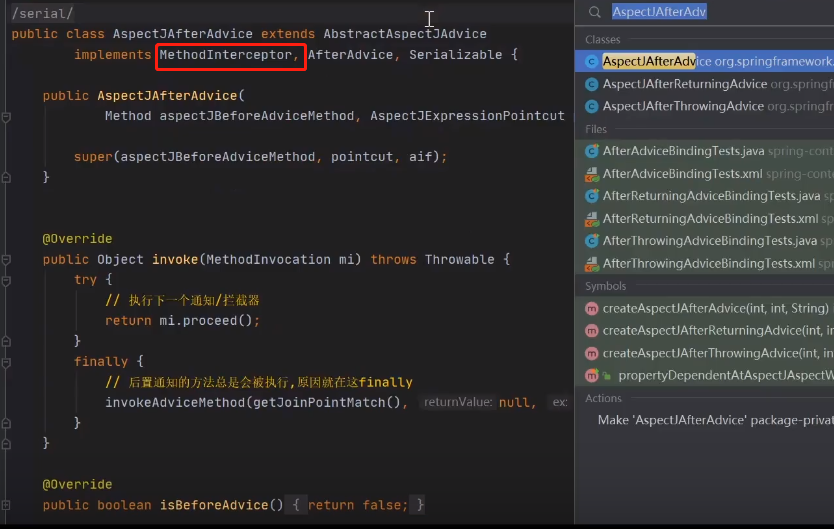 /serial/
public class AspectJAfterAdvice extends AbstractAspectJAdvice
implements MethodInterceptor, AfterAdvice, Serializable {
public AspectJAfterAdvice(
Method aspectJBeforeAdviceMethod, AspectJExpressionPointcut
super(aspectJBeforeAdviceMethod, pointcut, aif);
}
@Override
public Object invoke(MethodInvocation mi) throws Throwable {
try {
// 执行下一个通知/拦截器
return mi.proceed();
}
finally {
// 后置通知的方法总是会被执行,原因就在这finally
invokeAdviceMethod(getJoinPointMatch(), returnValue: null, ex:
}
}
@Override
public boolean isBeforeAdvice() { return false; }
AspectJAfterAdv
Classes
AspectJAfterAdvice org.springframework.
AspectJAfterReturningAdvice org.springf
AspectJAfterThrowingAdvice org.springfr
Files
AfterAdviceBindingTests.java spring-cont
AfterAdviceBindingTests.xml spring-conte
AfterReturningAdviceBindingTests.java sp
AfterReturningAdviceBindingTests.xml spr
AfterThrowingAdviceBindingTests.java spr
AfterThrowingAdviceBindingTests.xml spri
Symbols
createAspectJAfterAdvice(int, int, String)
createAspectJAfterReturningAdvice(int, in
createAspectJAfterThrowingAdvice(int, int
propertyDependentAtAspectJAspectW
Actions
Make 'AspectJAfterAdvice' package-privat